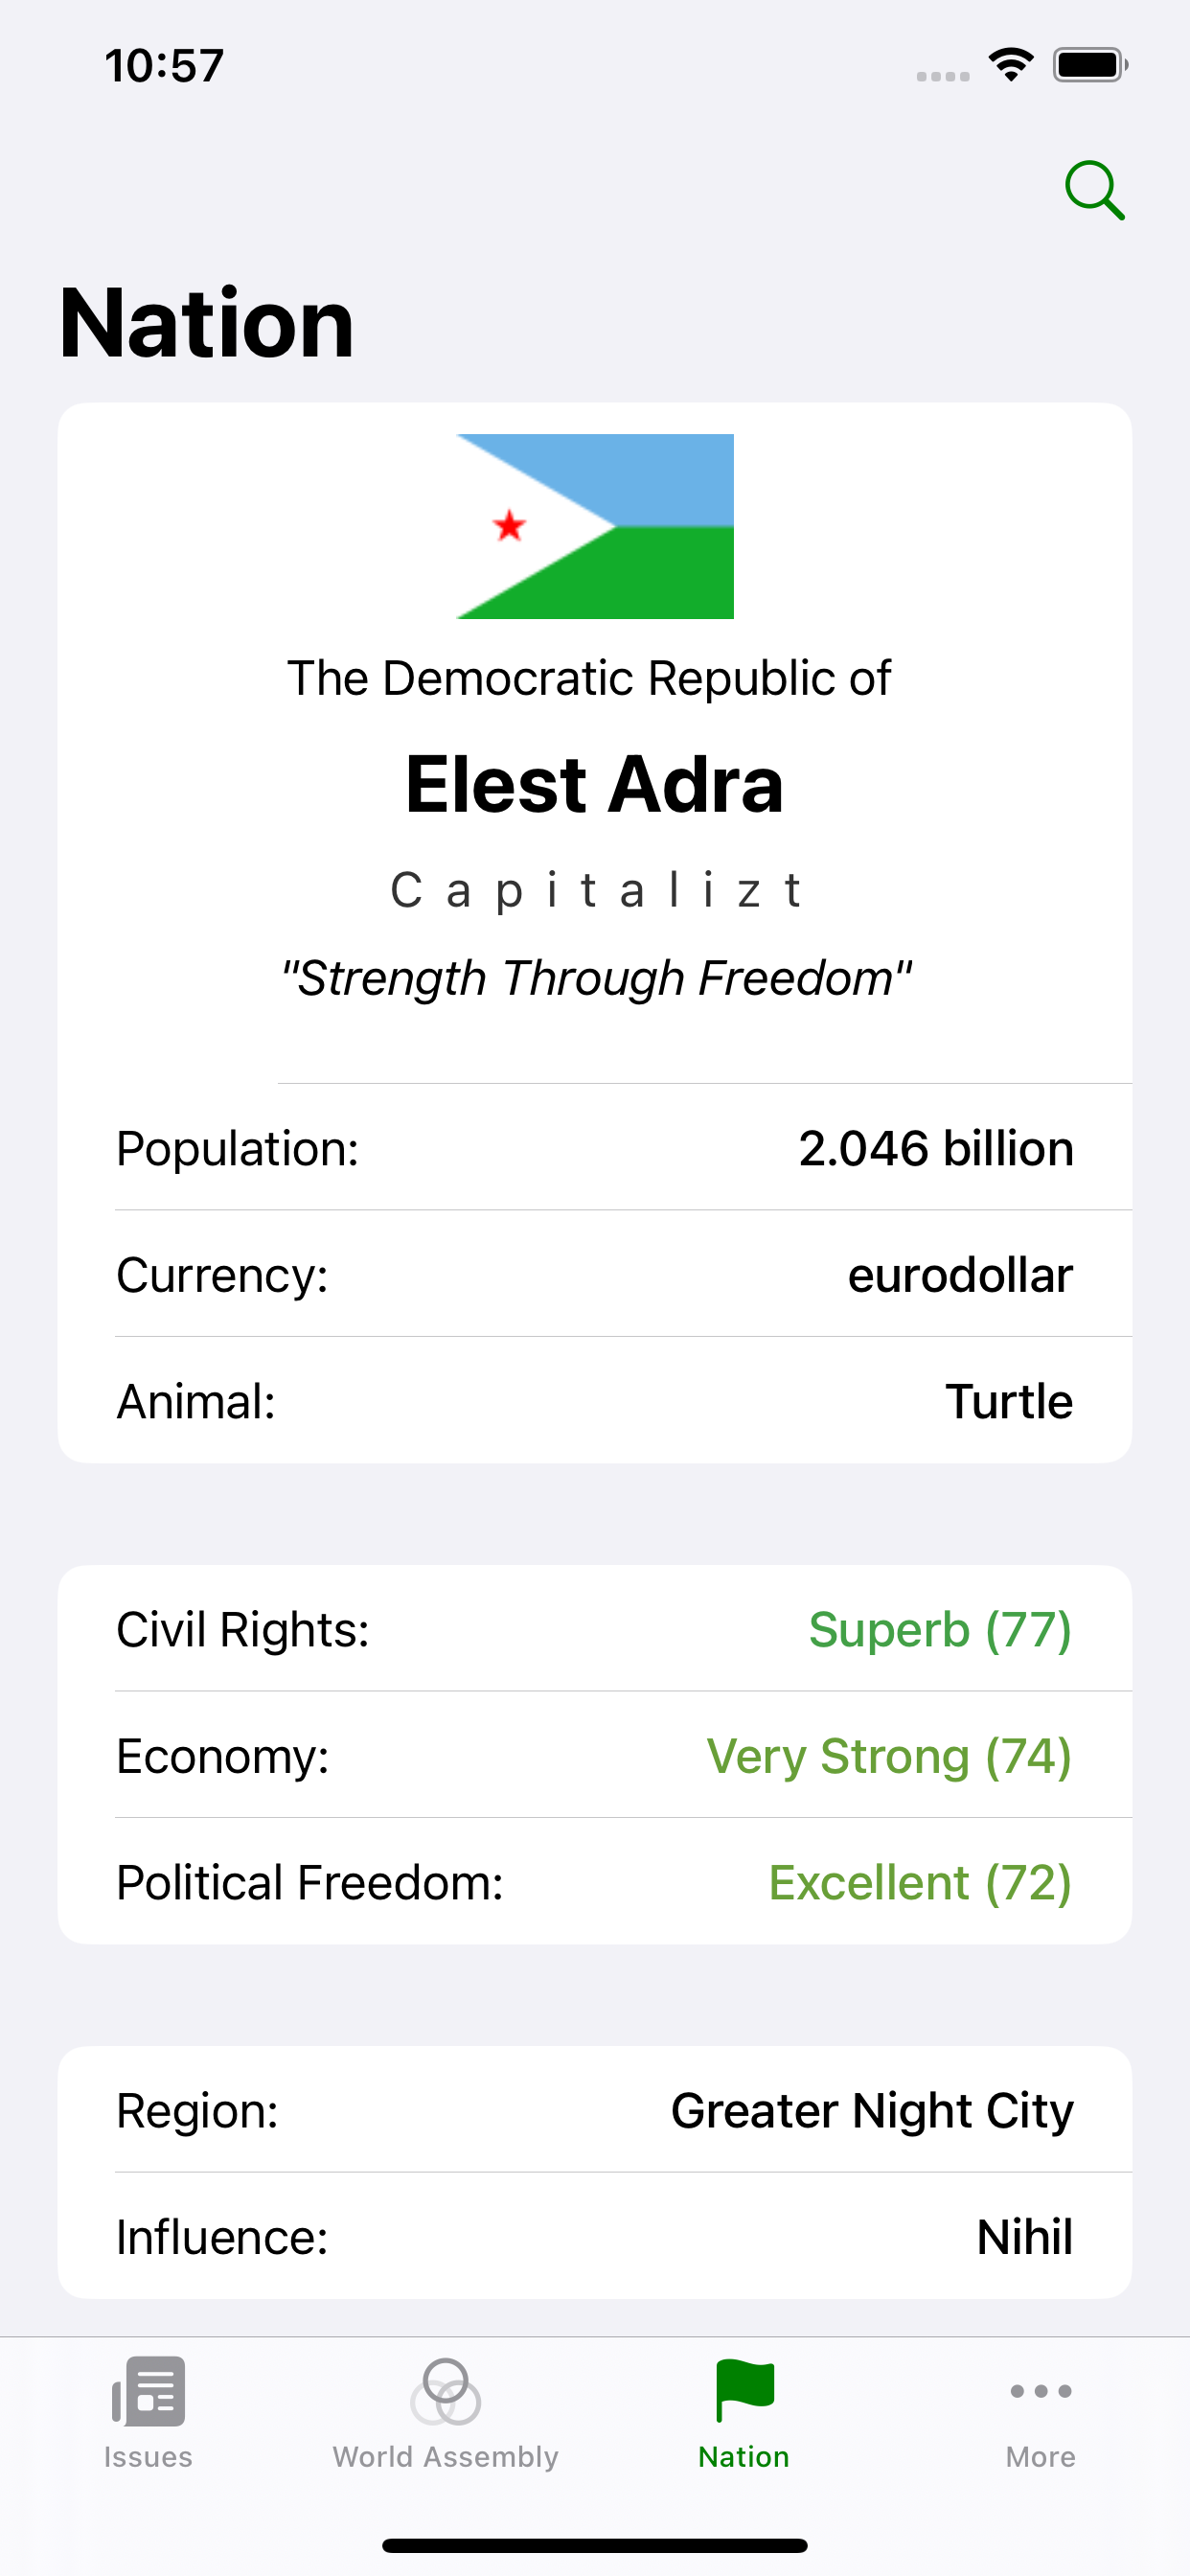 10:57
Nation
The Democratic Republic of
Elest Adra
Capitalizt
"Strength Through Freedom"
Population: 2.046 billion
Currency: eurodollar
Animal: Turtle
Civil Rights: Superb (77)
Economy: Very Strong (74)
Political Freedom: Excellent (72)
Region: Greater Night City
Influence: Nihil
Issues World Assembly Nation More